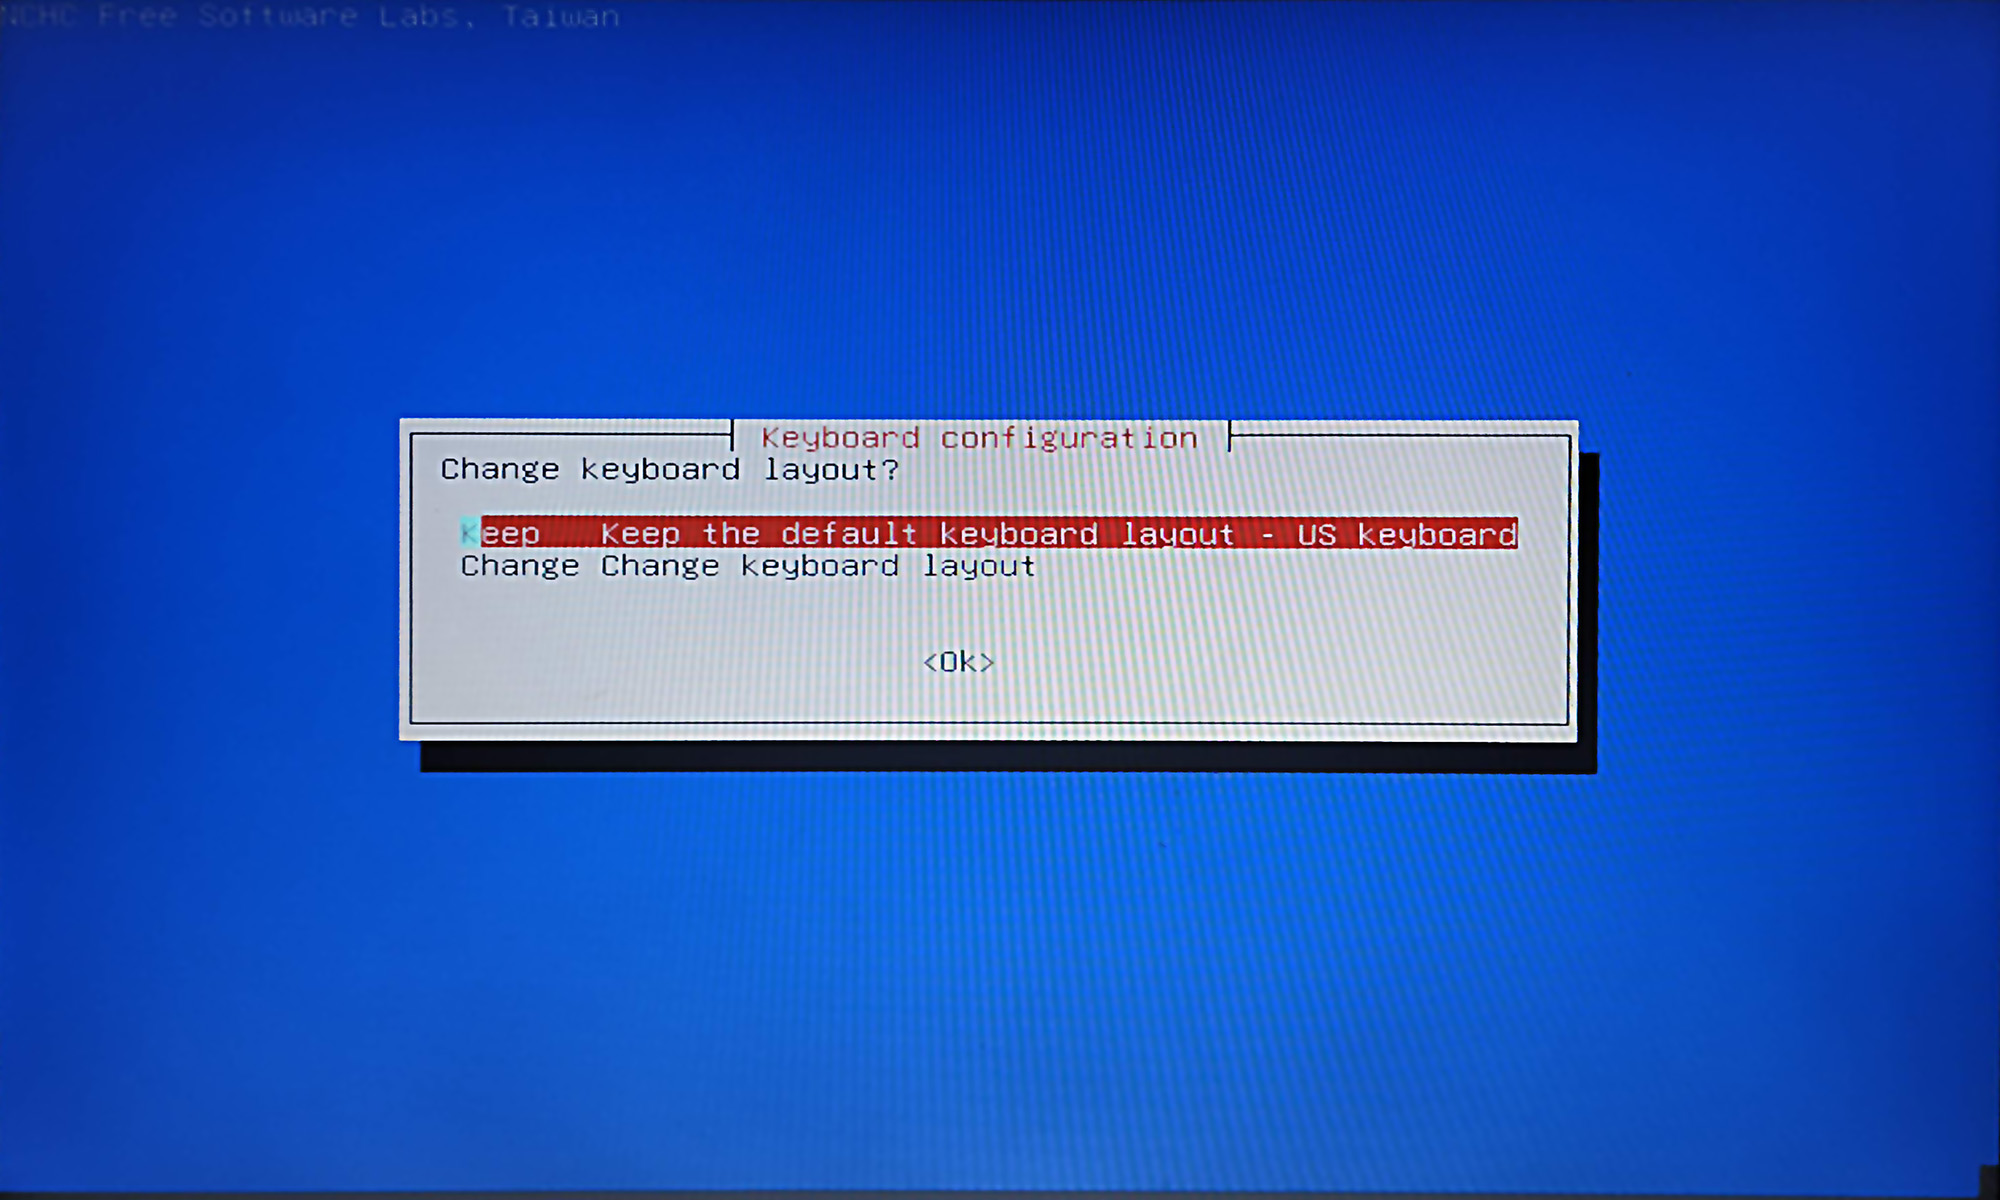 NCHC Free Software Labs, Taiwan
Keyboard configuration
Change keyboard layout?
Keep Keep the default keyboard layout - US keyboard
Change Change keyboard layout
<Ok>